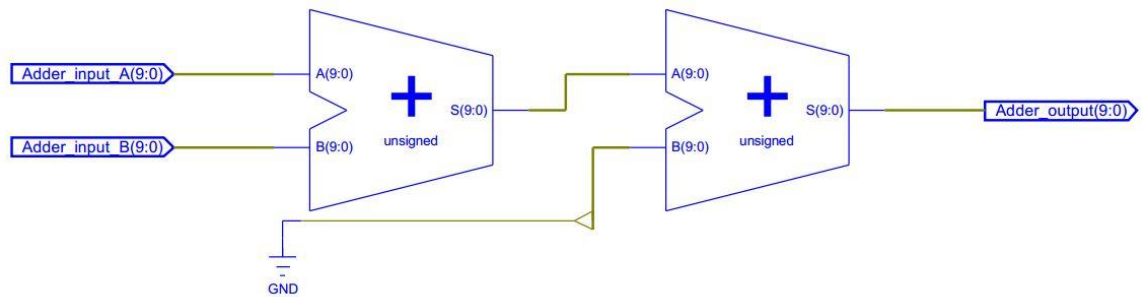 Adder_input_A(9:0)
A(9:0)
S(9:0)
unsigned
Adder_input_B(9:0)
B(9:0)
A(9:0)
S(9:0)
unsigned
B(9:0)
Adder_output(9:0)
GND